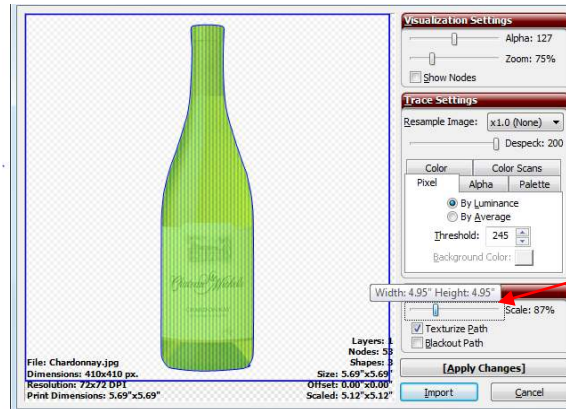 Visualization Settings
Alpha: 127
Zoom: 75%
Show Nodes
Trace Settings
Resample Image: x1.0 (None)
Despeck: 200
Color Color Scans
Pixel Alpha Palette
By Luminance
By Average
Threshold: 245
Background Color:
Width: 4.95" Height: 4.95"
Scale: 87%
Texturize Path
Blackout Path
[Apply Changes]
Import Cancel
Chateau Ste Michelle
CHARDONNAY
File: Chardonnay.jpg
Dimensions: 410x410 px.
Resolution: 72x72 DPI
Print Dimensions: 5.69"x5.69"
Layers: 1
Nodes: 53
Shapes:
Size: 5.69"x5.69"
Offset: 0.00"x0.00"
Scaled: 5.12"x5.12"